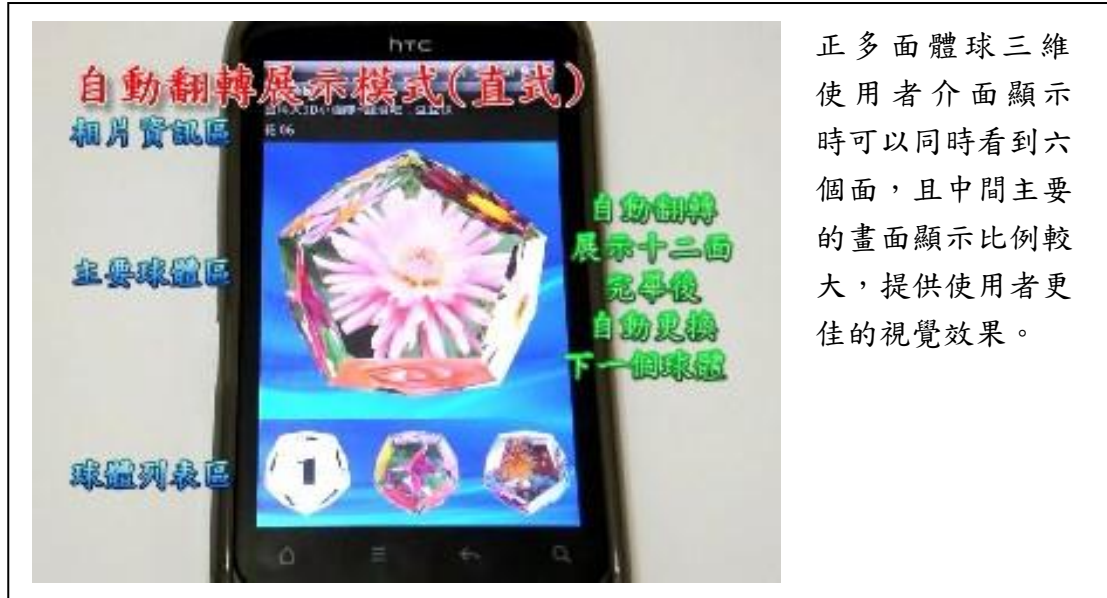 hTC
自動翻轉展示模式(直式)
相片資訊區
花 06
主要球體區
自動翻轉
展示十二面
完畢後
自動更換
下一個球體
球體列表區
1
正多面體球三維
使用者介面顯示
時可以同時看到六
個面，且中間主要
的畫面顯示比例較
大，提供使用者更
佳的視覺效果。